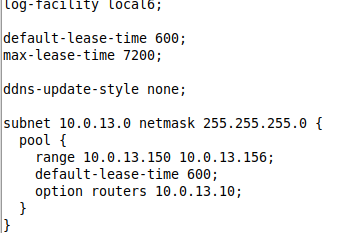 log-facility local6;
default-lease-time 600;
max-lease-time 7200;
ddns-update-style none;
subnet 10.0.13.0 netmask 255.255.255.0 {
pool {
range 10.0.13.150 10.0.13.156;
default-lease-time 600;
option routers 10.0.13.10;
}
}